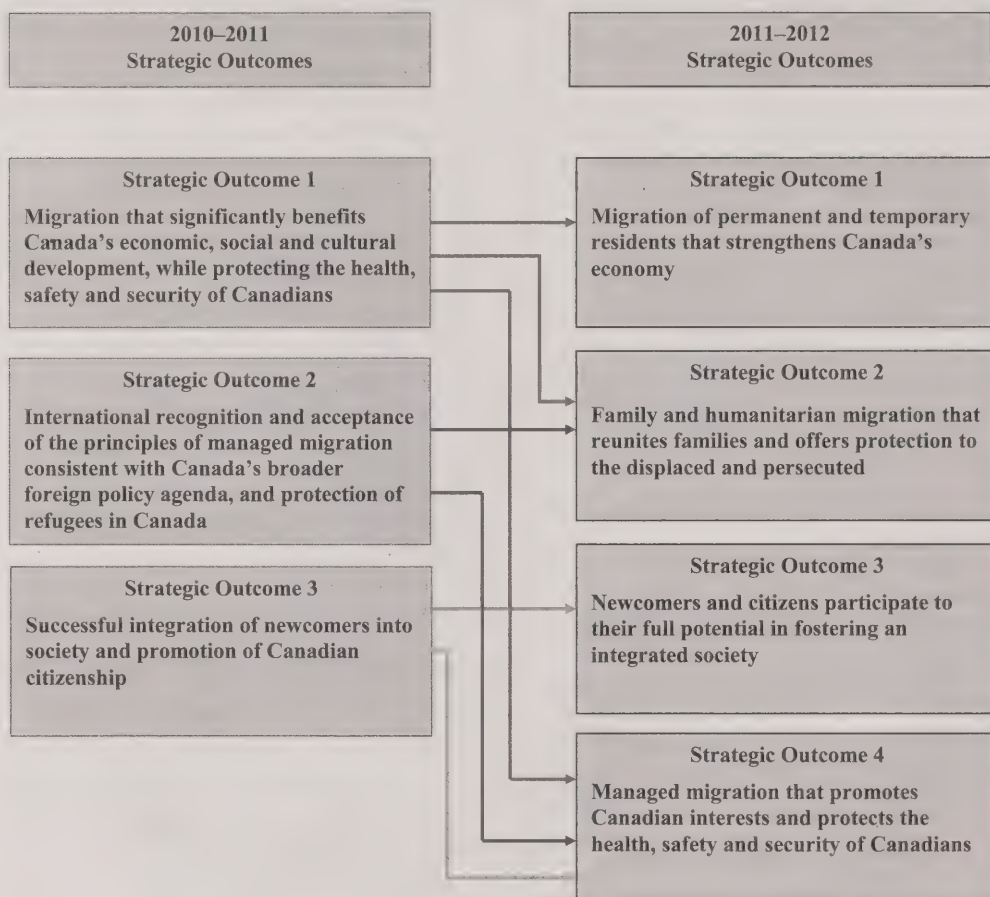 2010–2011
Strategic Outcomes
2011–2012
Strategic Outcomes
Strategic Outcome 1
Migration that significantly benefits
Canada's economic, social and cultural
development, while protecting the health,
safety and security of Canadians
Strategic Outcome 2
International recognition and acceptance
of the principles of managed migration
consistent with Canada's broader
foreign policy agenda, and protection of
refugees in Canada
Strategic Outcome 3
Successful integration of newcomers into
society and promotion of Canadian
citizenship
Strategic Outcome 1
Migration of permanent and temporary
residents that strengthens Canada's
economy
Strategic Outcome 2
Family and humanitarian migration that
reunites families and offers protection to
the displaced and persecuted
Strategic Outcome 3
Newcomers and citizens participate to
their full potential in fostering an
integrated society
Strategic Outcome 4
Managed migration that promotes
Canadian interests and protects the
health, safety and security of Canadians